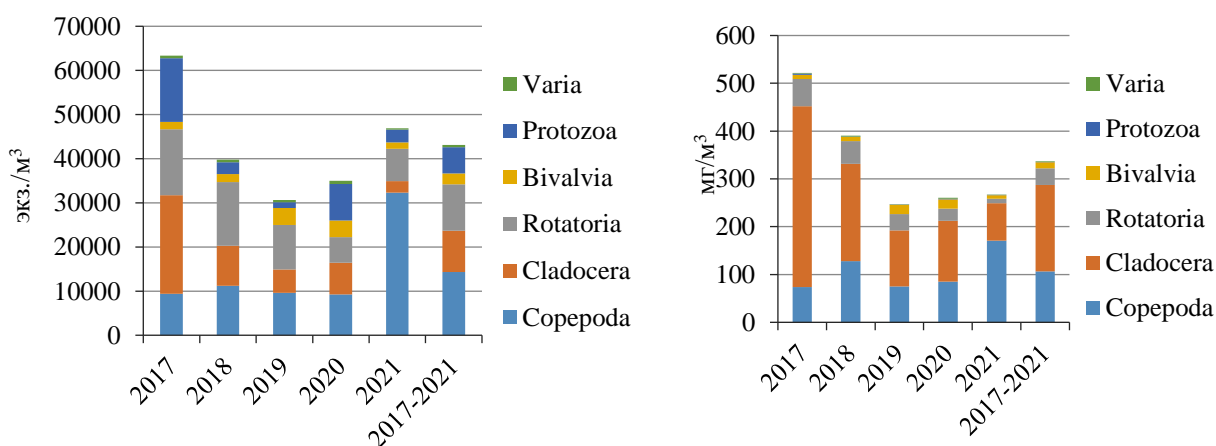 70000
60000
50000
40000
30000
20000
10000
0
экз./м³
2017
2018
2019
2020
2021
2017-2021
Varia
Protozoa
Bivalvia
Rotatoria
Cladocera
Copepoda
600
500
400
300
200
100
0
мг/м³
2017
2018
2019
2020
2021
2017-2021
Varia
Protozoa
Bivalvia
Rotatoria
Cladocera
Copepoda